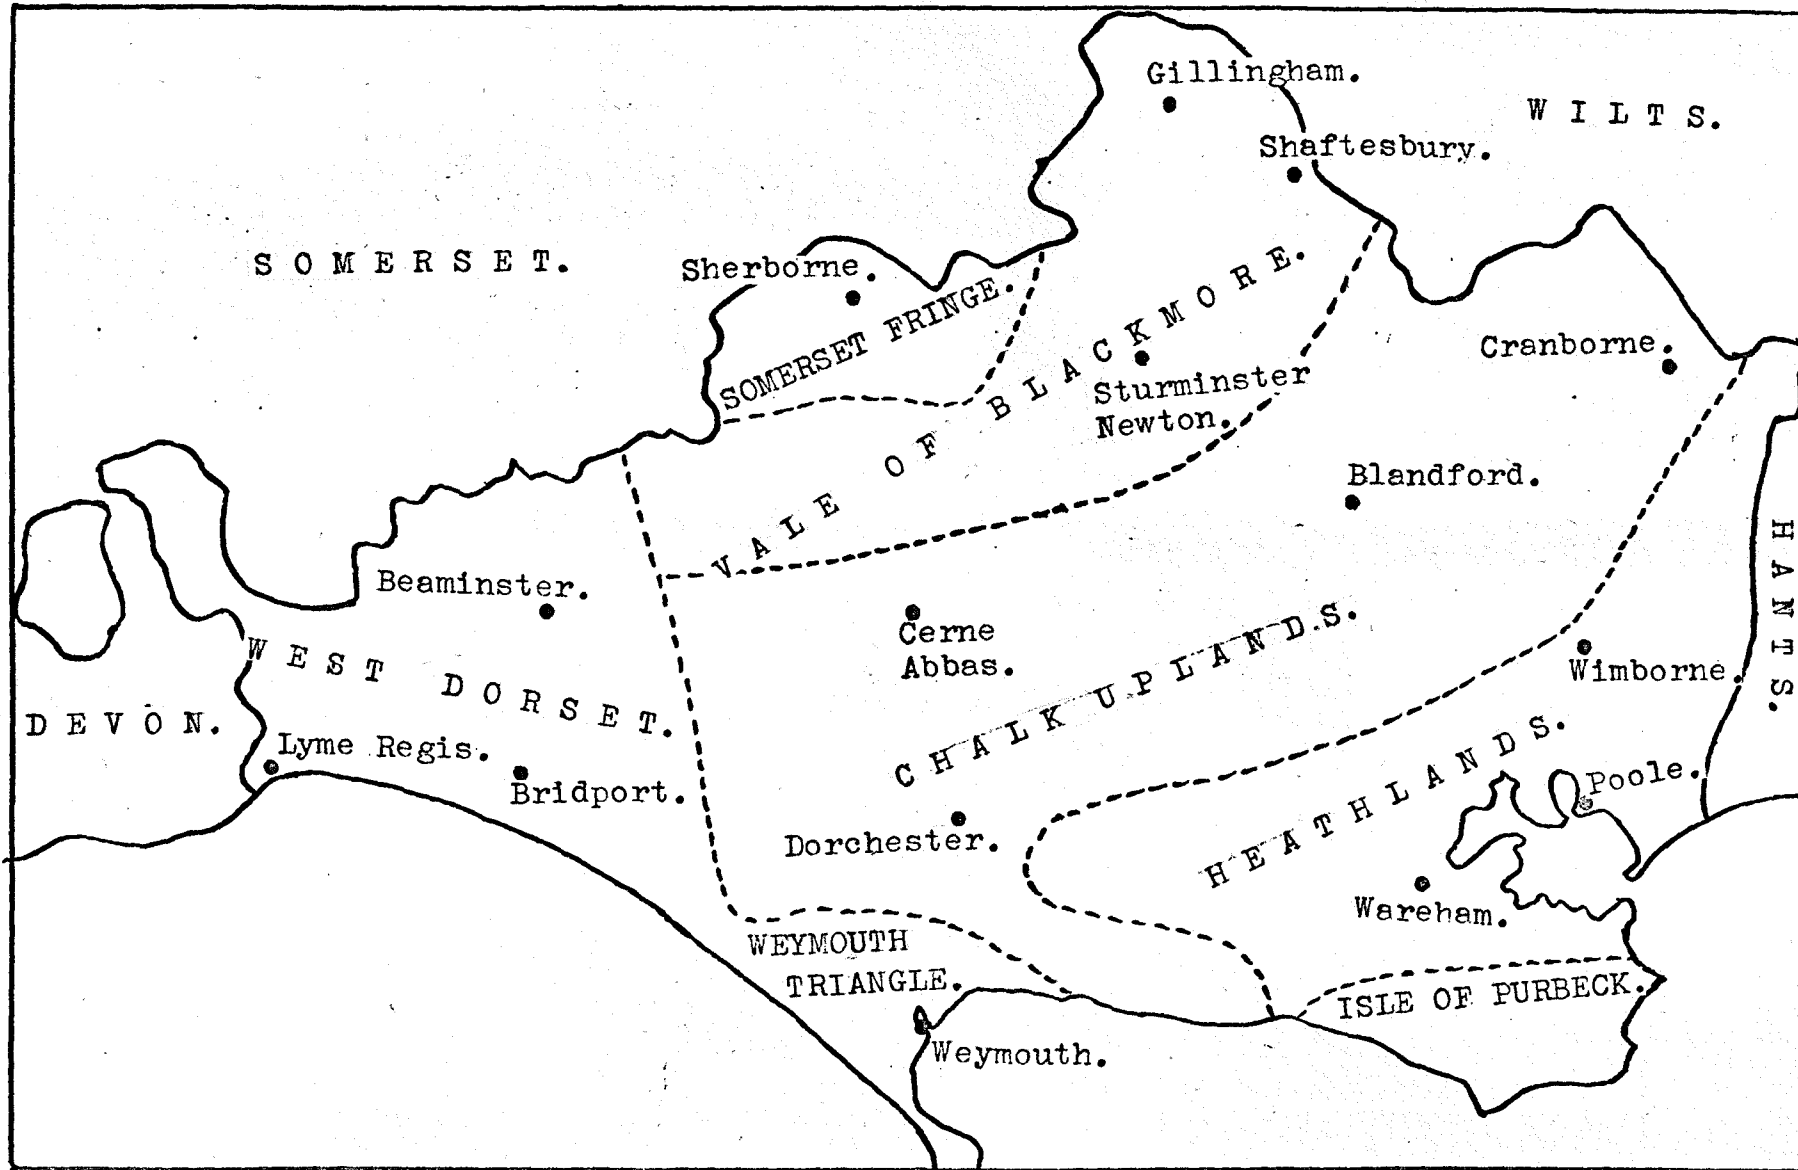 Gillingham.
WILTS.
Shaftesbury.
SOMERSET.
Sherborne.
SOMERSET FRINGE.
VALE OF BLACKMORE.
Cranborne.
Sturminster
Newton.
Blandford.
HANTS.
Beaminster.
Cerne
Abbas.
CHALK UPLANDS.
Wimborne.
WEST DORSET.
DEVON.
Lyme Regis.
Bridport.
Dorchester.
HEATHLANDS.
Poole.
Wareham.
WEYMOUTH
TRIANGLE.
ISLE OF PURBECK.
Weymouth.